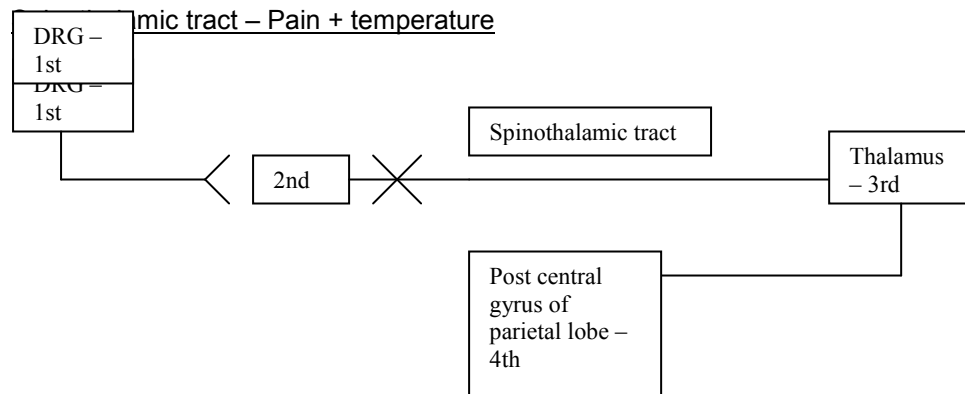 mic tract – Pain + temperature
DRG –
1st
DRG –
1st
Spinothalamic tract
2nd
Thalamus
– 3rd
Post central
gyrus of
parietal lobe –
4th